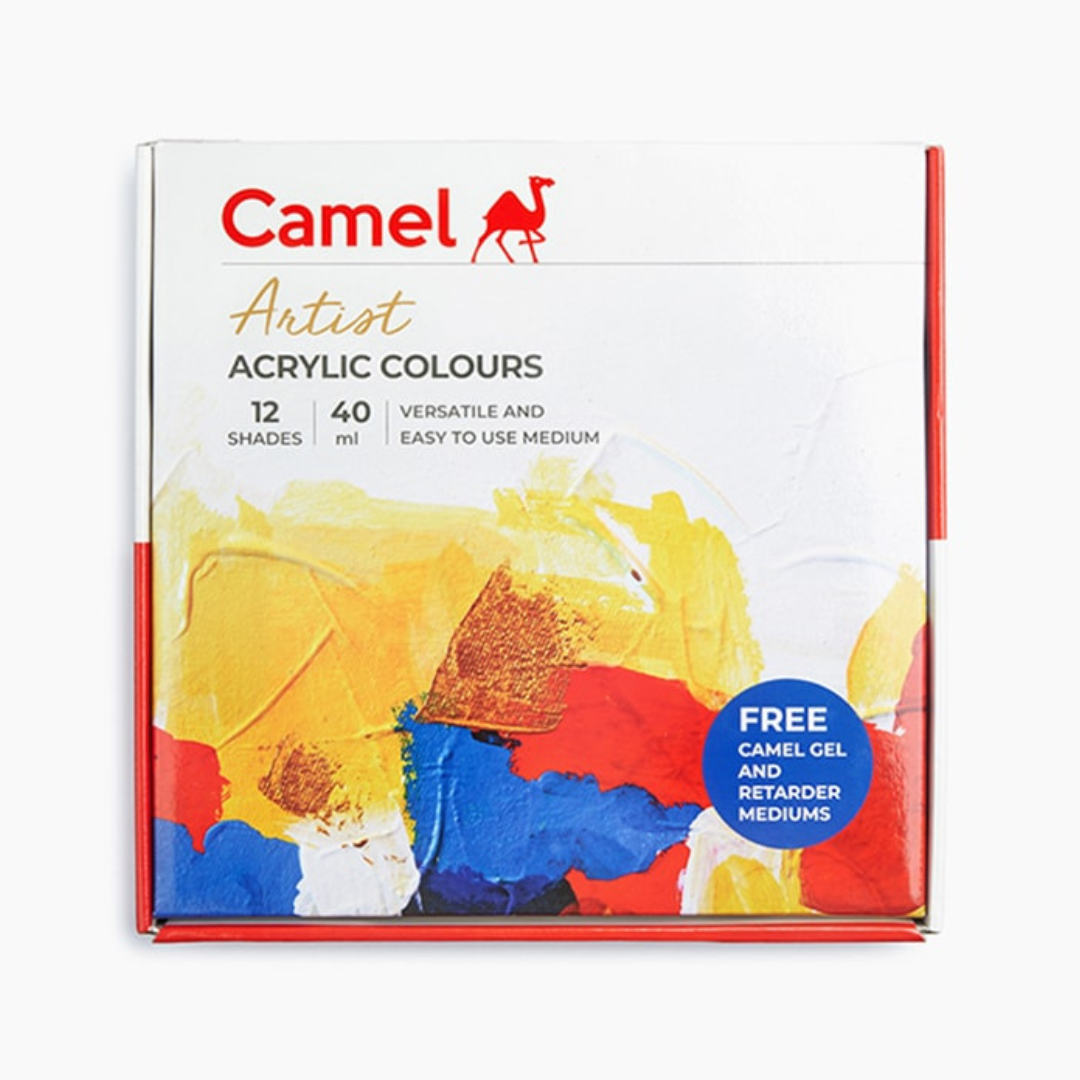 Camel
Artist
ACRYLIC COLOURS
12
SHADES
40
ml
VERSATILE AND
EASY TO USE MEDIUM
FREE
CAMEL GEL
AND
RETARDER
MEDIUMS